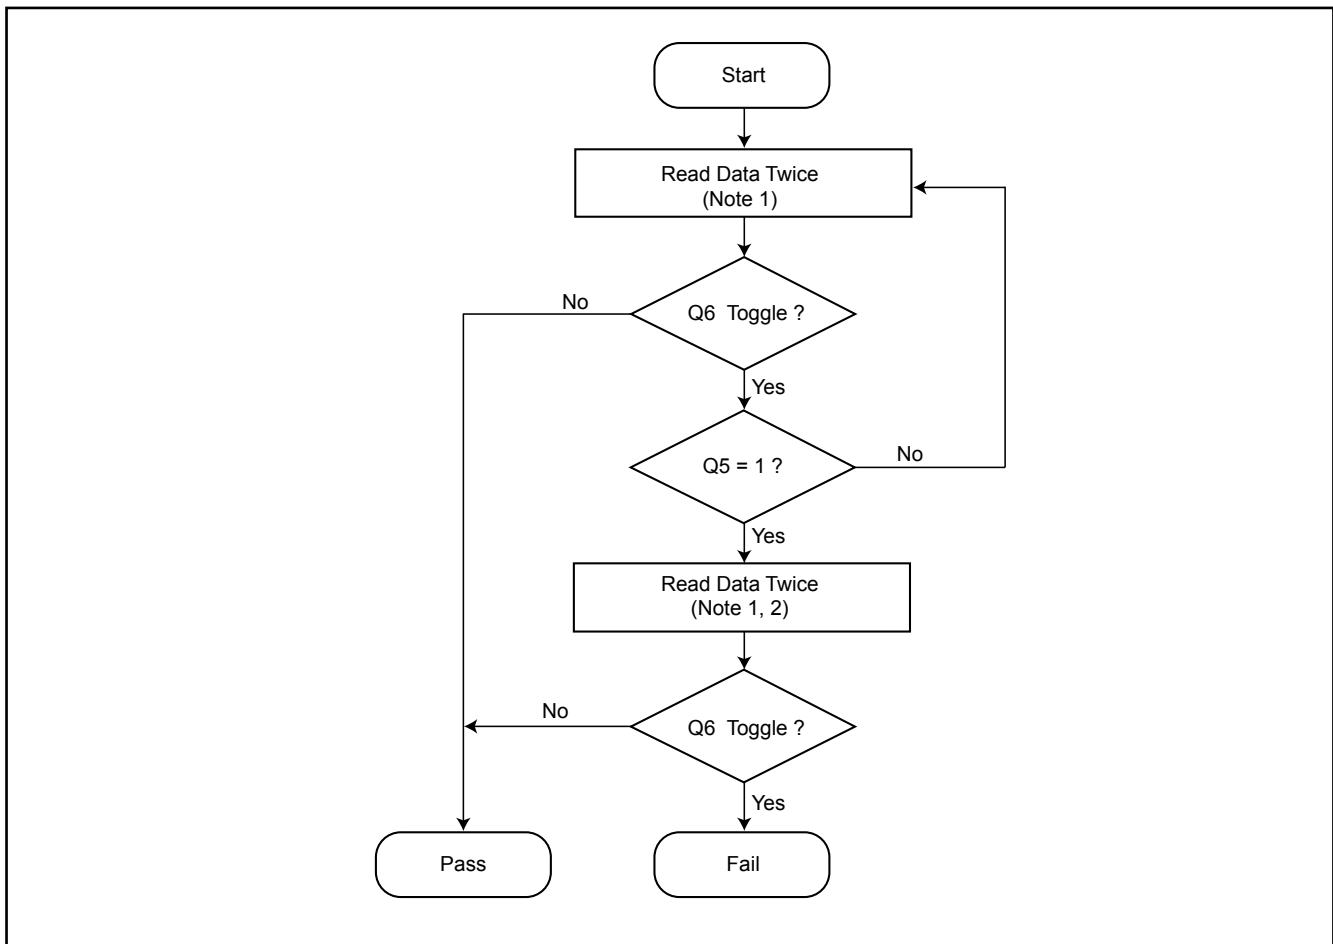 Start
Read Data Twice
(Note 1)
Q6 Toggle ?
No
Yes
Q5 = 1 ?
No
Yes
Read Data Twice
(Note 1, 2)
Q6 Toggle ?
No
Yes
Pass
Fail